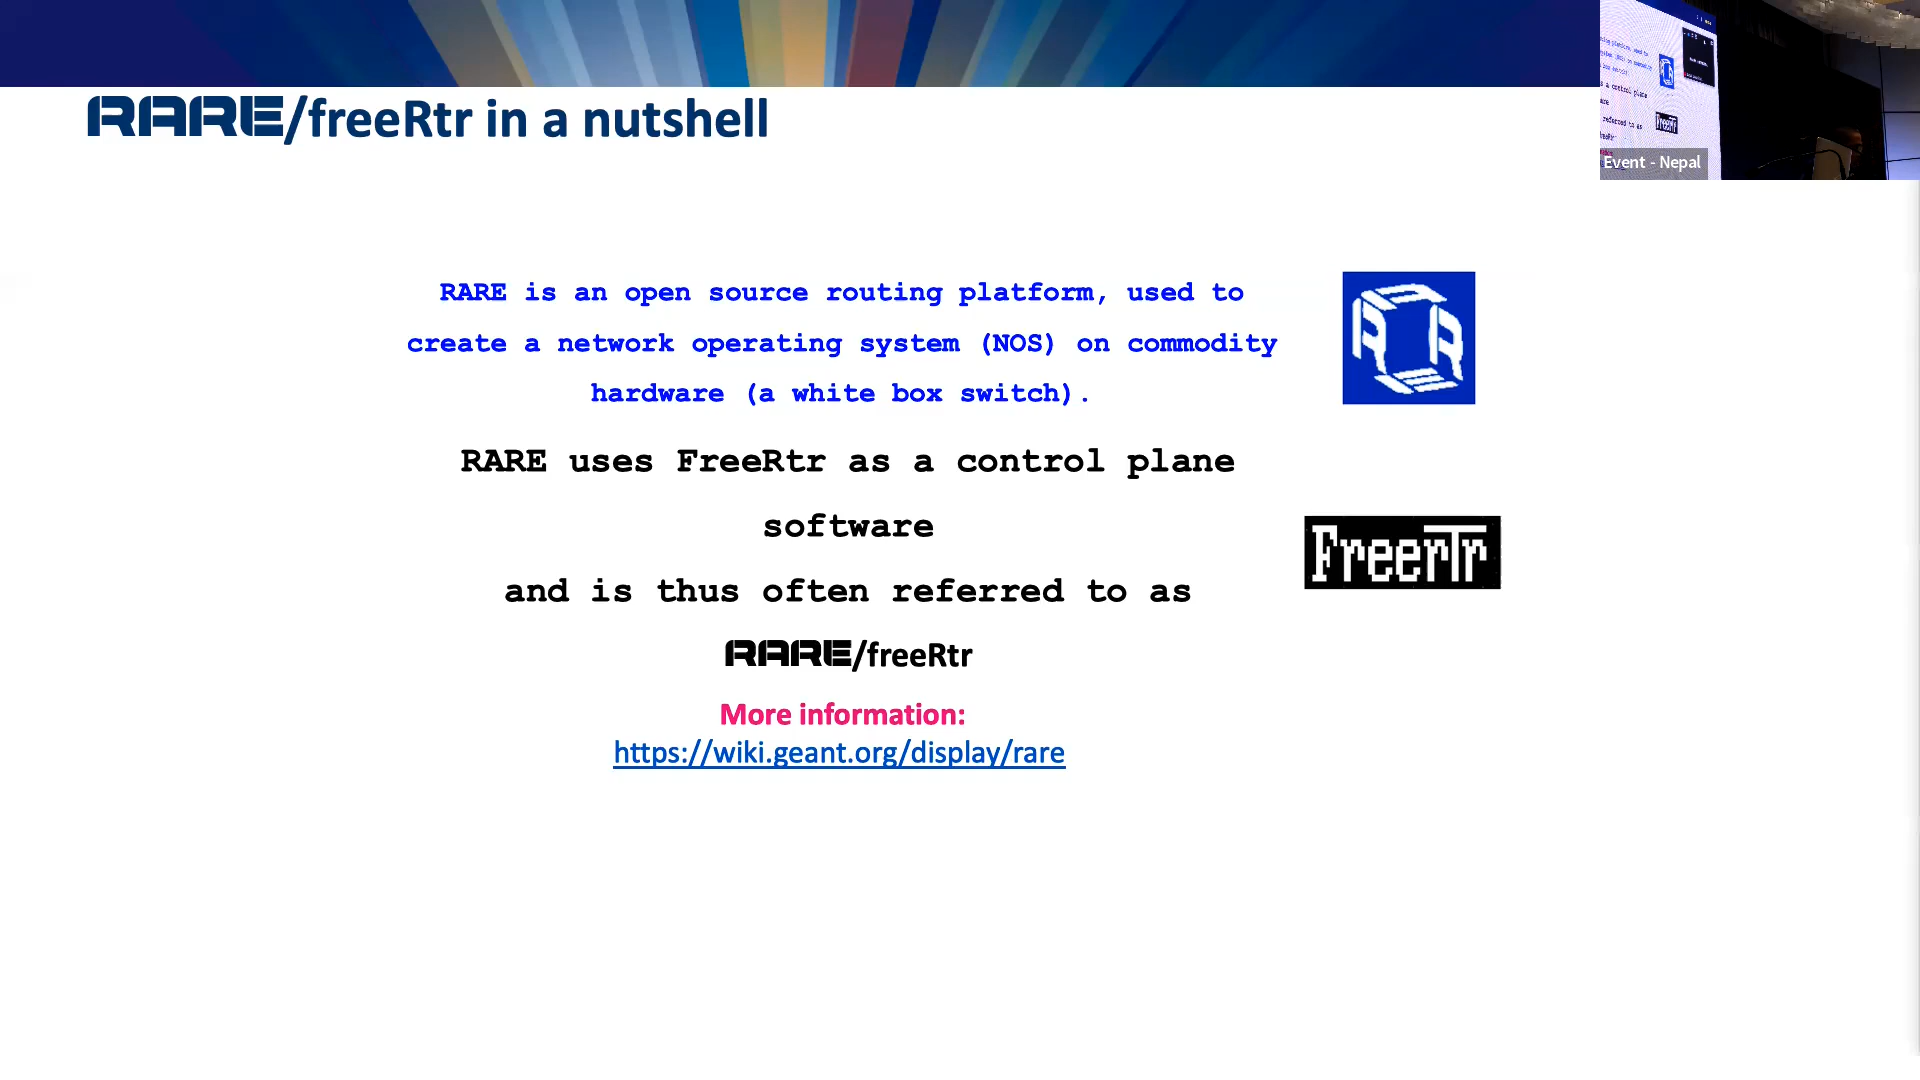 RARE/freeRtr in a nutshell
Event - Nepal
RARE is an open source routing platform, used to
create a network operating system (NOS) on commodity
hardware (a white box switch).
RARE
RARE uses FreeRtr as a control plane
software
FreerTr
and is thus often referred to as
RARE/freeRtr
More information:
https://wiki.geant.org/display/rare